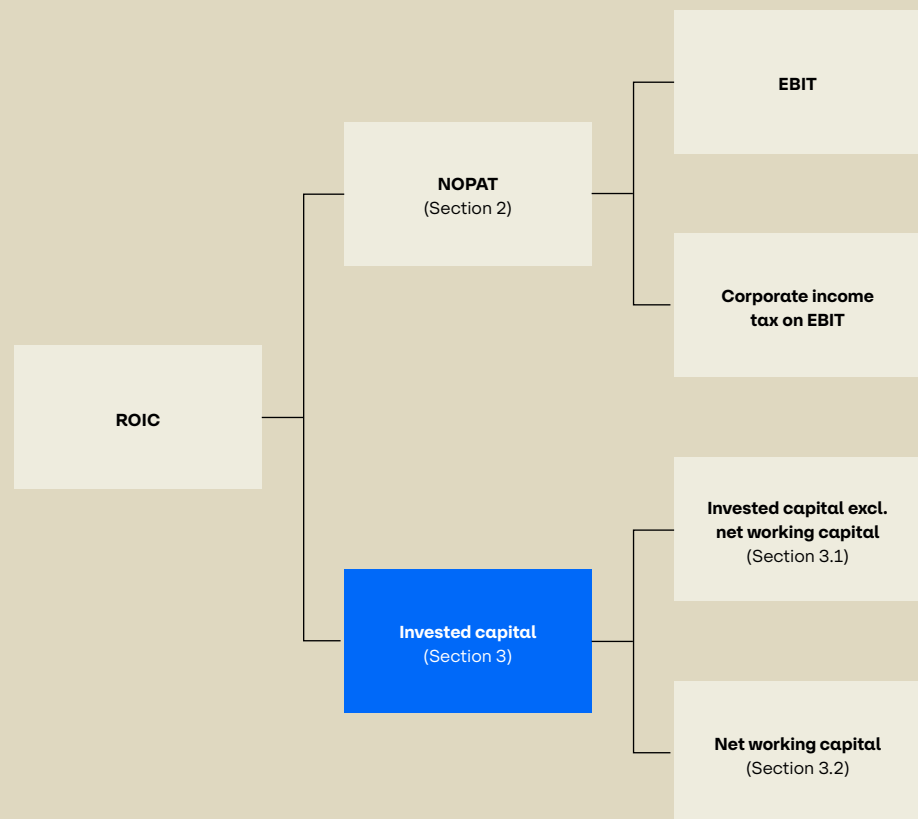 EBIT
NOPAT
(Section 2)
Corporate income
tax on EBIT
ROIC
Invested capital excl.
net working capital
(Section 3.1)
Invested capital
(Section 3)
Net working capital
(Section 3.2)